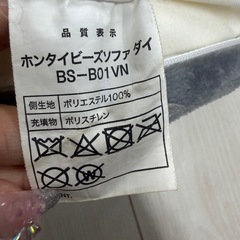 品質表示
ホンタイビーズソファ ダイ
BS-B01VN
側生地 ポリエステル100%
充填物 ポリスチレン